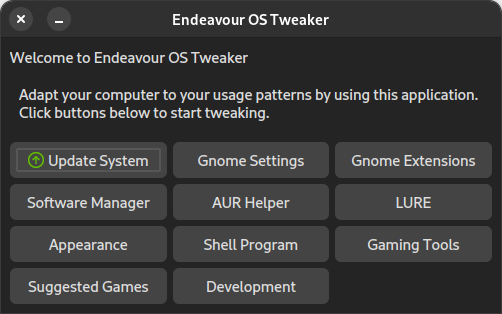 Endeavour OS Tweaker
Welcome to Endeavour OS Tweaker
Adapt your computer to your usage patterns by using this application.
Click buttons below to start tweaking.
Update System
Gnome Settings
Gnome Extensions
Software Manager
AUR Helper
LURE
Appearance
Shell Program
Gaming Tools
Suggested Games
Development